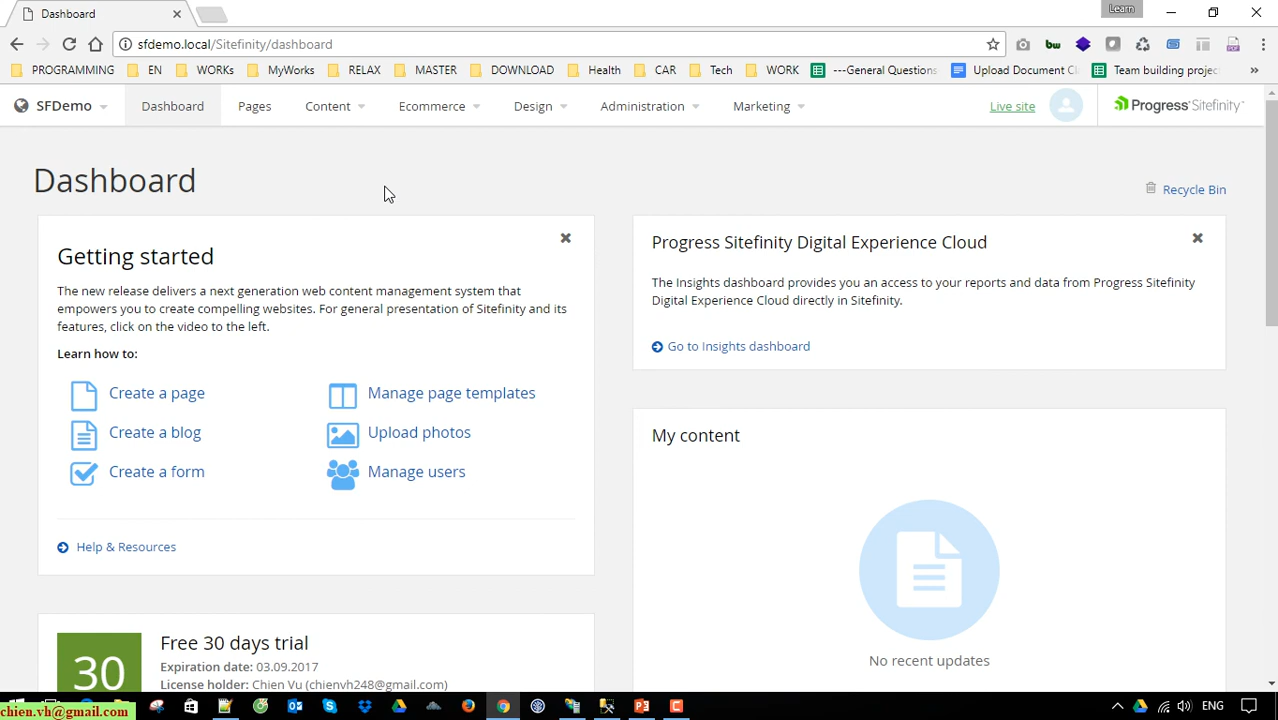 Dashboard
Learn
sfdemo.local/Sitefinity/dashboard
PROGRAMMING EN WORKs MyWorks RELAX MASTER DOWNLOAD Health CAR Tech WORK ---General Questions Upload Document Team building projec
SFDemo Dashboard Pages Content Ecommerce Design Administration Marketing Live site Progress Sitefinity
Dashboard
Recycle Bin
Getting started
The new release delivers a next generation web content management system that
empowers you to create compelling websites. For general presentation of Sitefinity and its
features, click on the video to the left.
Learn how to:
Create a page
Manage page templates
Create a blog
Upload photos
Create a form
Manage users
Help & Resources
Progress Sitefinity Digital Experience Cloud
The Insights dashboard provides you an access to your reports and data from Progress Sitefinity
Digital Experience Cloud directly in Sitefinity.
Go to Insights dashboard
My content
No recent updates
30
Free 30 days trial
Expiration date: 03.09.2017
License holder: Chien Vu (chienvh248@gmail.com)
ENG
chien.vh@gmail.com